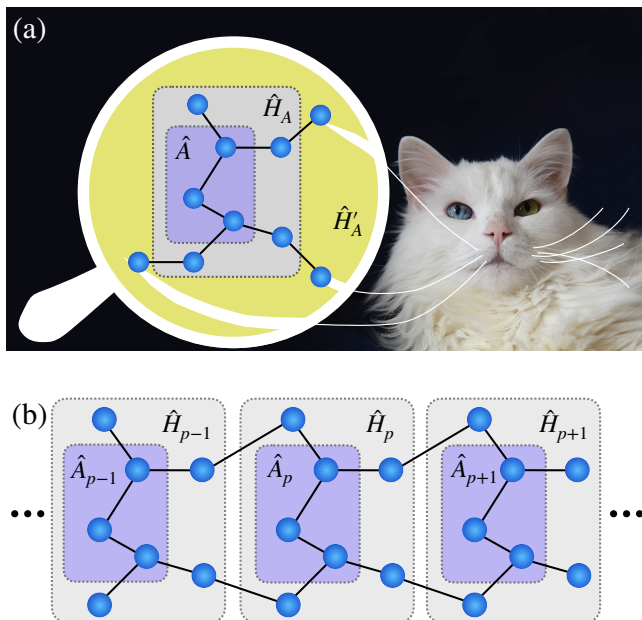 (a)
Ĥ_A
Â
Ĥ′_A
(b)
Ĥ_{p-1} Ĥ_p Ĥ_{p+1}
Â_{p-1} Â_p Â_{p+1}
... ...